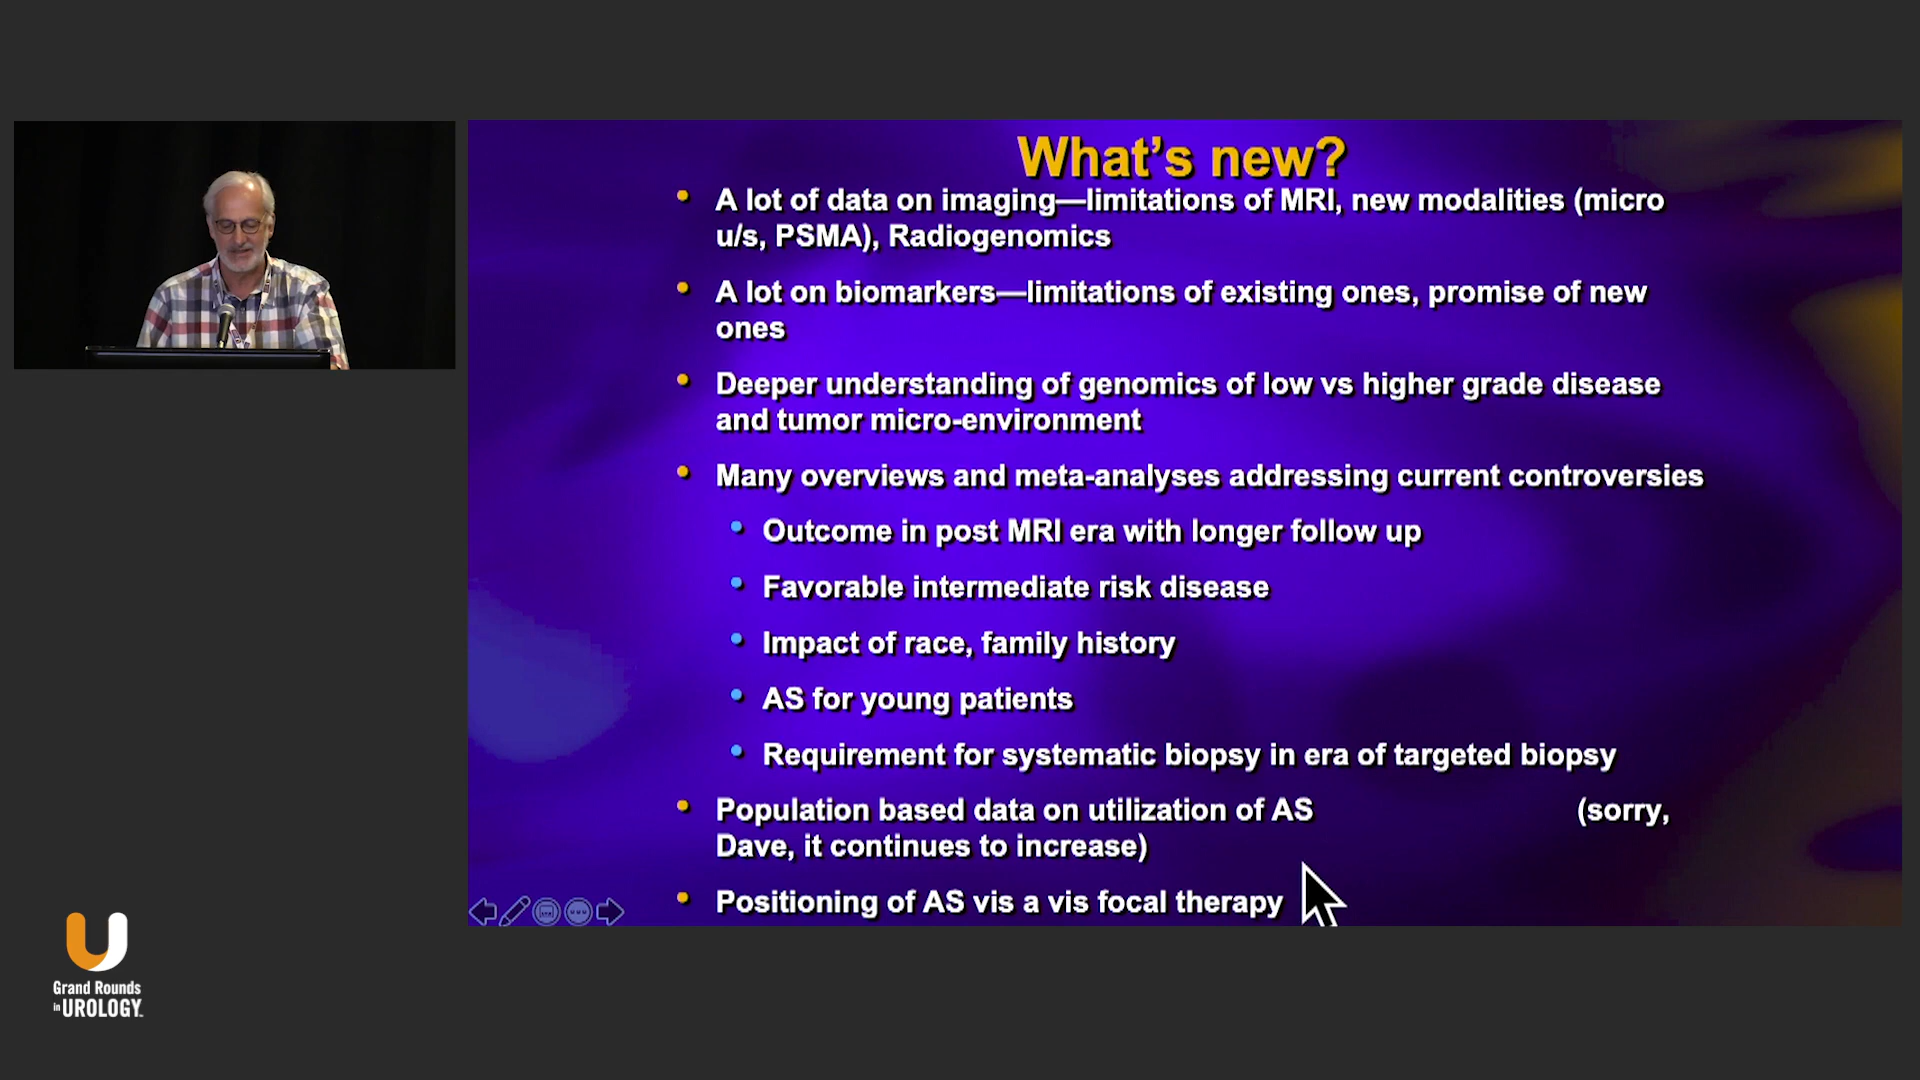 What's new?
• A lot of data on imaging—limitations of MRI, new modalities (micro
u/s, PSMA), Radiogenomics
• A lot on biomarkers—limitations of existing ones, promise of new
ones
• Deeper understanding of genomics of low vs higher grade disease
and tumor micro-environment
• Many overviews and meta-analyses addressing current controversies
• Outcome in post MRI era with longer follow up
• Favorable intermediate risk disease
• Impact of race, family history
• AS for young patients
• Requirement for systematic biopsy in era of targeted biopsy
• Population based data on utilization of AS (sorry,
Dave, it continues to increase)
• Positioning of AS vis a vis focal therapy
Grand Rounds
in UROLOGY